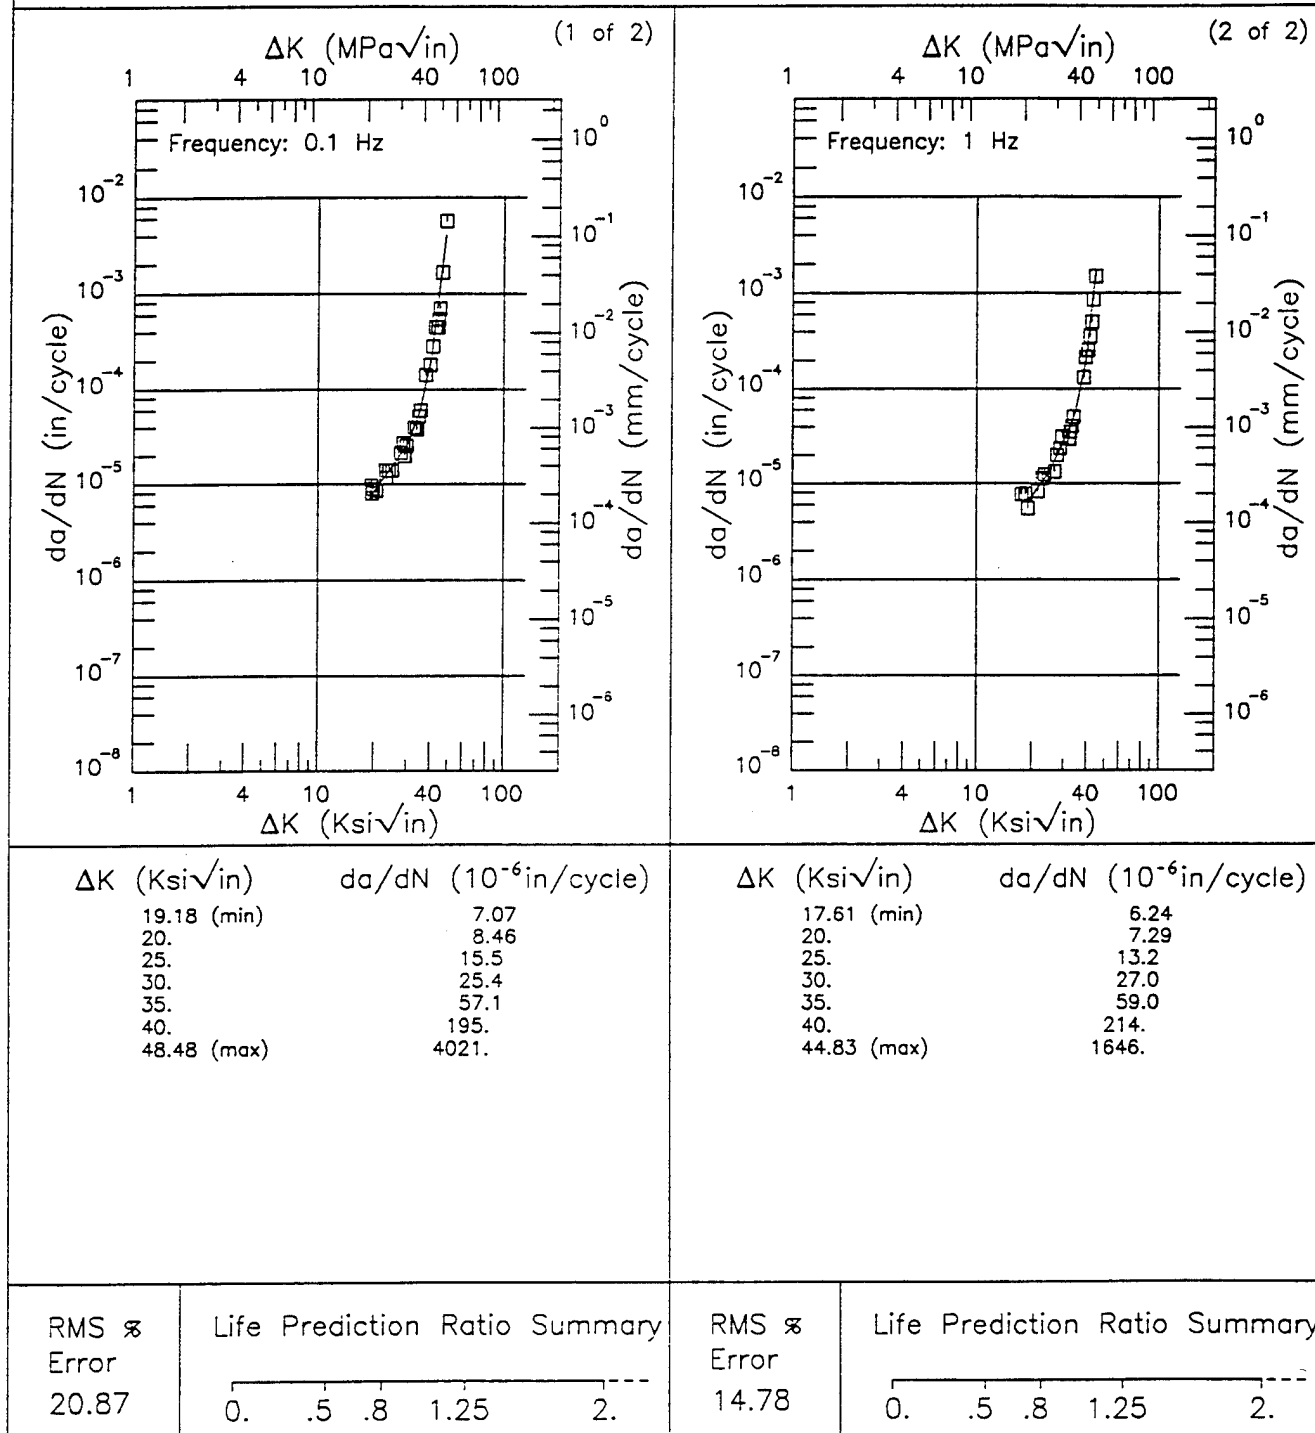 (1 of 2)
ΔK (MPa√in)
1 4 10 40 100
Frequency: 0.1 Hz
10⁻²
10⁻³
10⁻⁴
10⁻⁵
10⁻⁶
10⁻⁷
10⁻⁸
da/dN (in/cycle)
10⁰
10⁻¹
10⁻²
10⁻³
10⁻⁴
10⁻⁵
10⁻⁶
da/dN (mm/cycle)
1 4 10 40 100
ΔK (Ksi√in)
(2 of 2)
ΔK (MPa√in)
1 4 10 40 100
Frequency: 1 Hz
10⁻²
10⁻³
10⁻⁴
10⁻⁵
10⁻⁶
10⁻⁷
10⁻⁸
da/dN (in/cycle)
10⁰
10⁻¹
10⁻²
10⁻³
10⁻⁴
10⁻⁵
10⁻⁶
da/dN (mm/cycle)
1 4 10 40 100
ΔK (Ksi√in)
ΔK (Ksi√in) da/dN (10⁻⁶in/cycle)
19.18 (min) 7.07
20. 8.46
25. 15.5
30. 25.4
35. 57.1
40. 195.
48.48 (max) 4021.
ΔK (Ksi√in) da/dN (10⁻⁶in/cycle)
17.61 (min) 6.24
20. 7.29
25. 13.2
30. 27.0
35. 59.0
40. 214.
44.83 (max) 1646.
RMS %
Error
20.87
Life Prediction Ratio Summary
0. .5 .8 1.25 2.
RMS %
Error
14.78
Life Prediction Ratio Summary
0. .5 .8 1.25 2.